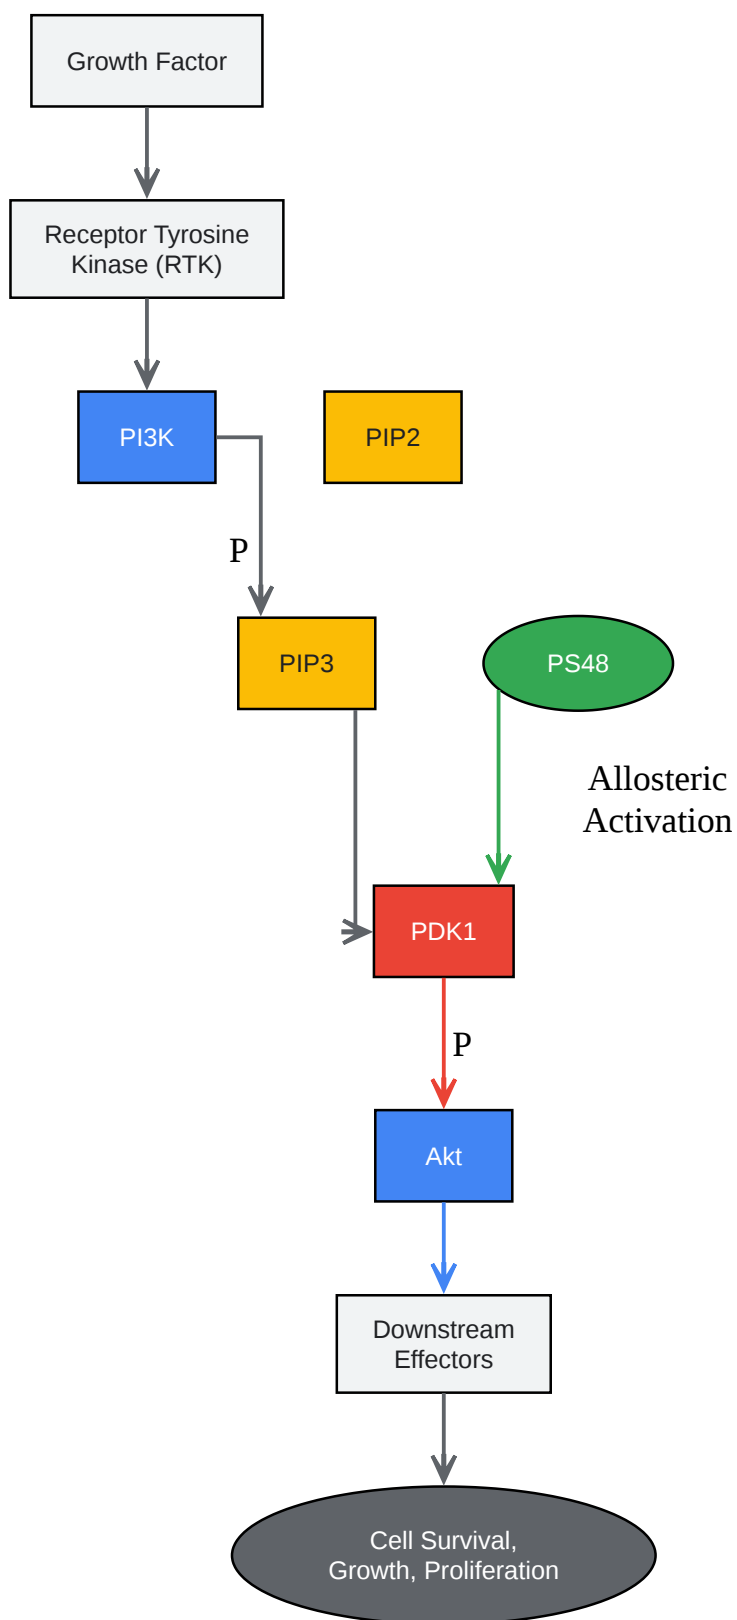 Growth Factor
Receptor Tyrosine
Kinase (RTK)
PI3K
PIP2
P
PIP3
PS48
Allosteric
Activation
PDK1
P
Akt
Downstream
Effectors
Cell Survival,
Growth, Proliferation